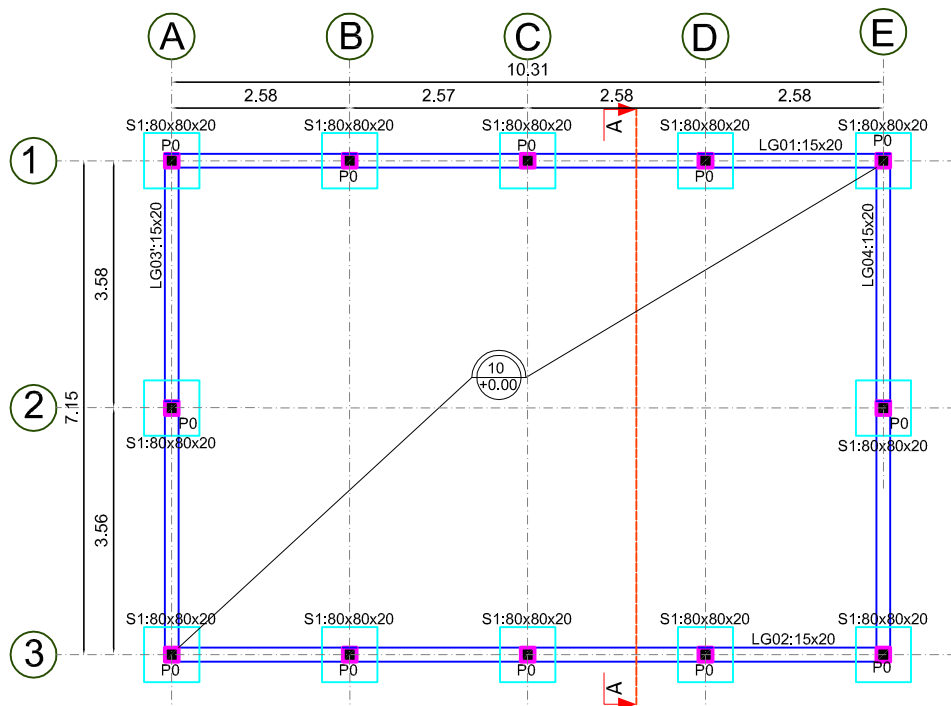 A
B
C
D
E
10.31
2.58
2.57
2.58
2.58
A
S1:80x80x20
S1:80x80x20
S1:80x80x20
S1:80x80x20
S1:80x80x20
1
P0
P0
P0
P0
P0
LG01:15x20
LG03':15x20
LG04:15x20
3.58
7.15
3.56
10
+0.00
2
P0
P0
S1:80x80x20
S1:80x80x20
S1:80x80x20
S1:80x80x20
S1:80x80x20
S1:80x80x20
S1:80x80x20
LG02:15x20
3
P0
P0
P0
P0
P0
A